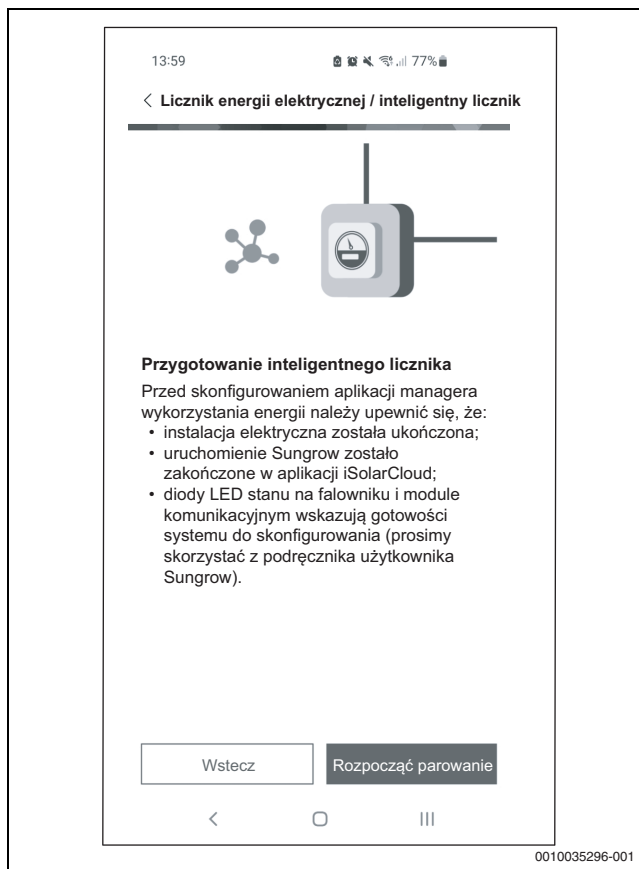 13:59
77%
Licznik energii elektrycznej / inteligentny licznik
Przygotowanie inteligentnego licznika
Przed skonfigurowaniem aplikacji managera
wykorzystania energii należy upewnić się, że:
• instalacja elektryczna została ukończona;
• uruchomienie Sungrow zostało
zakończone w aplikacji iSolarCloud;
• diody LED stanu na falowniku i module
komunikacyjnym wskazują gotowości
systemu do skonfigurowania (prosimy
skorzystać z podręcznika użytkownika
Sungrow).
Wstecz
Rozpocząć parowanie
0010035296-001